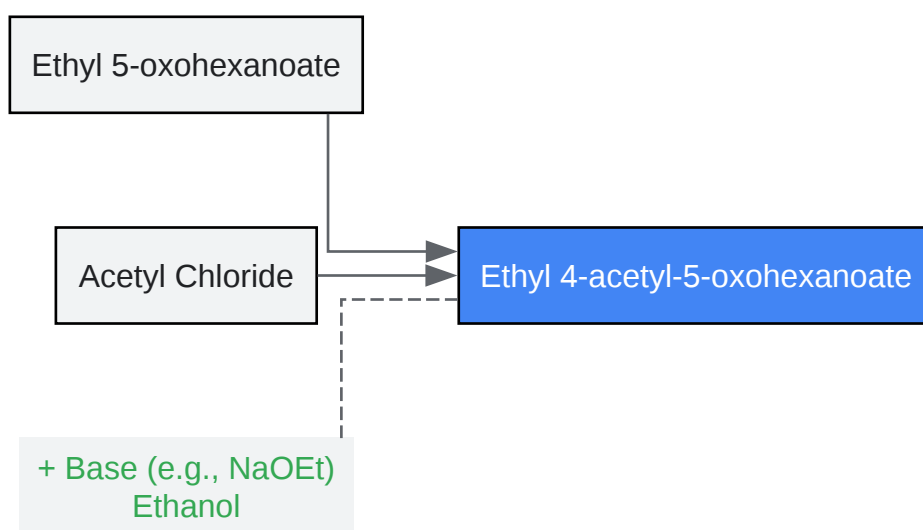 Ethyl 5-oxohexanoate
Acetyl Chloride
Ethyl 4-acetyl-5-oxohexanoate
+ Base (e.g., NaOEt)
Ethanol